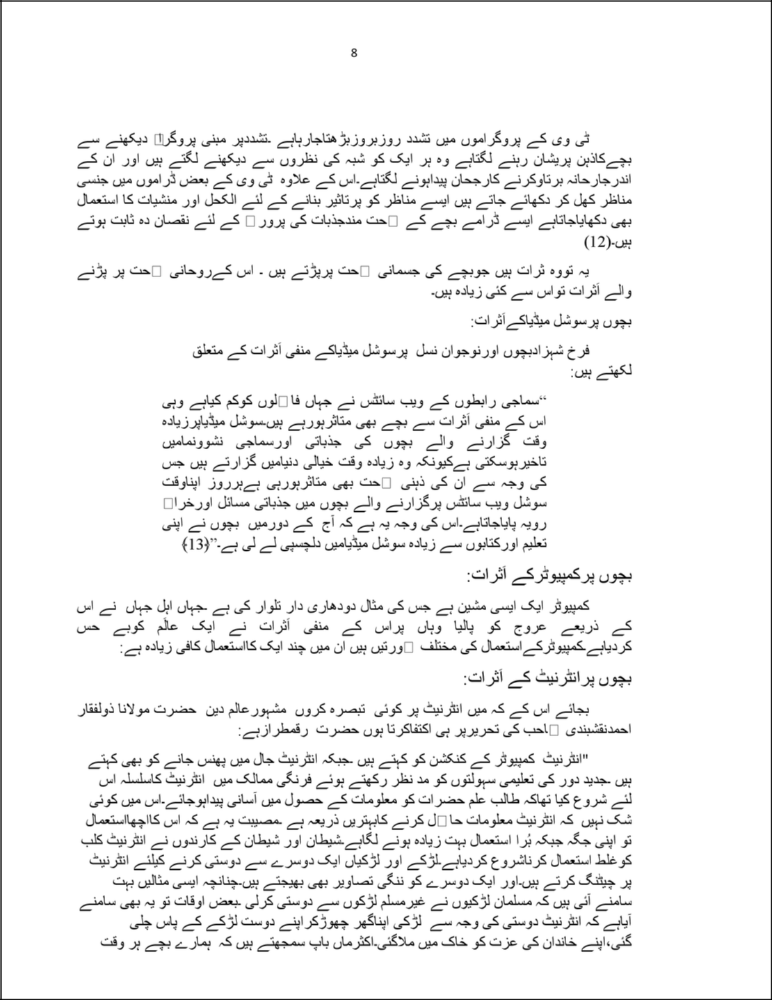 8
ٹی وی کے پروگراموں میں تشدد روزبروزبڑھتاجارہاہے ۔تشددپر مبنی پروگرا□ دیکھنے سے
بچےکاذہن پریشان رہنے لگتاہے وہ ہر ایک کو شبہ کی نظروں سے دیکھنے لگتے ہیں اور ان کے
اندرجارحانہ برتاوکرنے کارجحان پیداہونے لگتاہے۔اس کے علاوہ ٹی وی کے بعض ڈراموں میں جنسی
مناظر کھل کر دکھائے جاتے ہیں ایسے مناظر کو پرتاثیر بنانے کے لئے الکحل اور منشیات کا استعمال
بھی دکھایاجاتاہے ایسے ڈرامے بچے کے □حت مندجذبات کی پرور□ کے لئے نقصان دہ ثابت ہوتے
ہیں۔(12)
یہ تووہ ثرات ہیں جوبچے کی جسمانی □حت پرپڑتے ہیں ۔ اس کےروحانی □حت پر پڑنے
والے اَثرات تواس سے کئی زیادہ ہیں۔
بچوں پرسوشل میڈیاکےاَثرات:
فرخ شہزادبچوں اورنوجوان نسل پرسوشل میڈیاکے منفی اَثرات کے متعلق
لکھتے ہیں:
“سماجی رابطوں کے ویب سائٹس نے جہاں فا□لوں کوکم کیاہے وہی
اس کے منفی اَثرات سے بچے بھی متاثرہورہے ہیں۔سوشل میڈیاپرزیادہ
وقت گزارنے والے بچوں کی جذباتی اورسماجی نشوونمامیں
تاخیرہوسکتی ہےکیونکہ وہ زیادہ وقت خیالی دنیامیں گزارتے ہیں جس
کی وجہ سے ان کی ذہنی □حت بھی متاثرہورہی ہےہرروز اپناوقت
سوشل ویب سائٹس پرگزارنے والے بچوں میں جذباتی مسائل اورخرا□
رویہ پایاجاتاہے۔اس کی وجہ یہ ہے کہ آج کے دورمیں بچوں نے اپنی
تعلیم اورکتابوں سے زیادہ سوشل میڈیامیں دلچسپی لے لی ہے۔”﴿13﴾
بچوں پرکمپیوٹرکے اَثرات:
کمپیوٹر ایک ایسی مشین ہے جس کی مثال دودھاری دار تلوار کی ہے ۔جہاں اہل جہاں نے اس
کے ذریعے عروج کو پالیا وہاں پراس کے منفی اَثرات نے ایک عالَم کوبے حس
کردیاہے۔کمپیوٹرکےاستعمال کی مختلف □ورتیں ہیں ان میں چند ایک کااستعمال کافی زیادہ ہے:
بچوں پرانٹرنیٹ کے اَثرات:
بجائے اس کے کہ میں انٹرنیٹ پر کوئی تبصرہ کروں مشہورعالم دین حضرت مولانا ذولفقار
احمدنقشبندی □احب کی تحریرپر ہی اکتفاکرتا ہوں حضرت رقمطرازہے:
"انٹرنیٹ کمپیوٹر کے کنکشن کو کہتے ہیں ۔جبکہ انٹرنیٹ جال میں پھنس جانے کو بھی کہتے
ہیں ۔جدید دور کی تعلیمی سہولتوں کو مد نظر رکھتے ہوئے فرنگی ممالک میں انٹرنیٹ کاسلسلہ اس
لئے شروع کیا تھاکہ طالب علم حضرات کو معلومات کے حصول میں آسانی پیداہوجائے۔اس میں کوئی
شک نہیں کہ انٹرنیٹ معلومات حا□ل کرنے کابہترین ذریعہ ہے ۔مصیبت یہ ہے کہ اس کااچھااستعمال
تو اپنی جگہ جبکہ بُرا استعمال بہت زیادہ ہونے لگاہے۔شیطان اور شیطان کے کارندوں نے انٹرنیٹ کلب
کوغلط استعمال کرناشروع کردیاہے۔لڑکے اور لڑکیاں ایک دوسرے سے دوستی کرنے کیلئے انٹرنیٹ
پر چیٹنگ کرتے ہیں۔اور ایک دوسرے کو ننگی تصاویر بھی بھیجتے ہیں۔چنانچہ ایسی مثالیں بہت
سامنے آئی ہیں کہ مسلمان لڑکیوں نے غیرمسلم لڑکوں سے دوستی کرلی ۔بعض اوقات تو یہ بھی سامنے
آیاہے کہ انٹرنیٹ دوستی کی وجہ سے لڑکی اپناگھر چھوڑکراپنے دوست لڑکے کے پاس چلی
گئی،اپنے خاندان کی عزت کو خاک میں ملاگئی۔اکثرماں باپ سمجھتے ہیں کہ ہمارے بچے ہر وقت